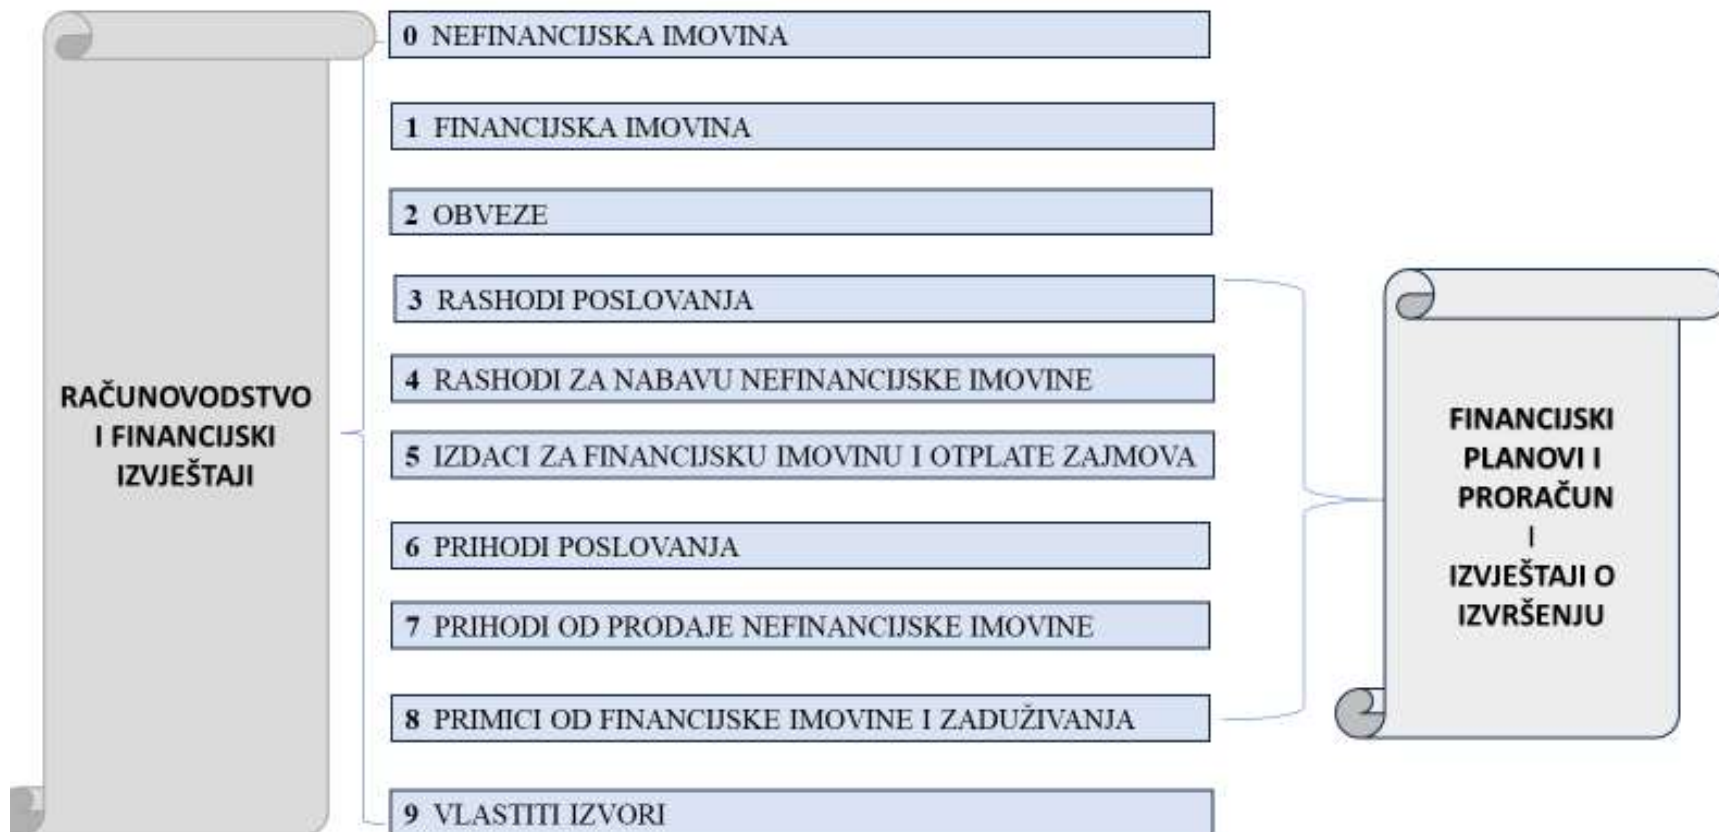 RAČUNOVODSTVO
I FINANCIJSKI
IZVJEŠTAJI
0 NEFINANCIJSKA IMOVINA
1 FINANCIJSKA IMOVINA
2 OBVEZE
3 RASHODI POSLOVANJA
4 RASHODI ZA NABAVU NEFINANCIJSKE IMOVINE
5 IZDACI ZA FINANCIJSKU IMOVINU I OTPLATE ZAJMOVA
6 PRIHODI POSLOVANJA
7 PRIHODI OD PRODAJE NEFINANCIJSKE IMOVINE
8 PRIMICI OD FINANCIJSKE IMOVINE I ZADUŽIVANJA
9 VLASTITI IZVORI
FINANCIJSKI
PLANOVI I
PRORAČUN
I
IZVJEŠTAJI O
IZVRŠENJU